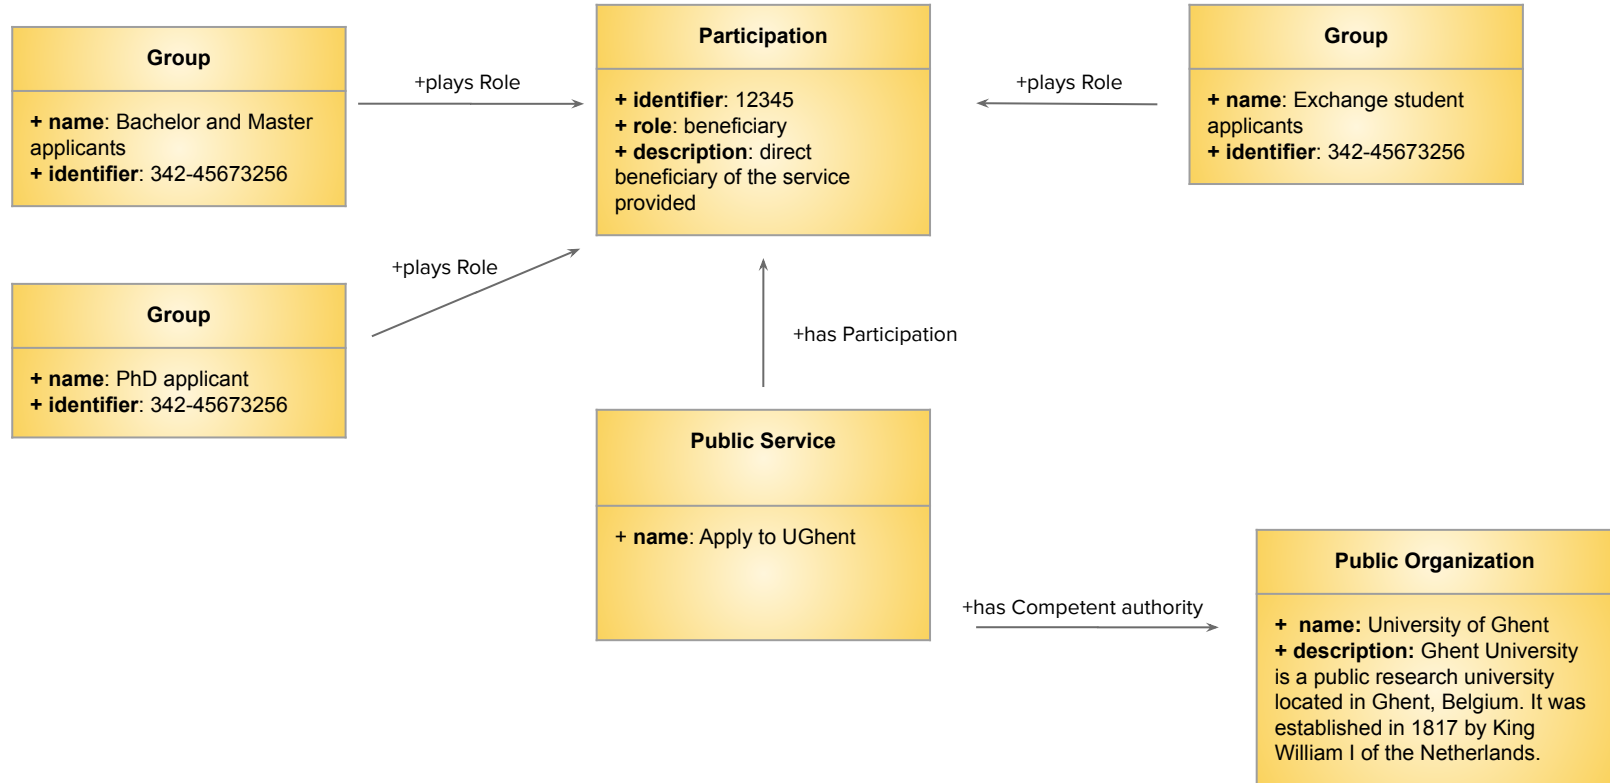 Group
+ name: Bachelor and Master
applicants
+ identifier: 342-45673256
+plays Role
Participation
+ identifier: 12345
+ role: beneficiary
+ description: direct
beneficiary of the service
provided
+plays Role
Group
+ name: Exchange student
applicants
+ identifier: 342-45673256
Group
+ name: PhD applicant
+ identifier: 342-45673256
+plays Role
+has Participation
Public Service
+ name: Apply to UGhent
+has Competent authority
Public Organization
+ name: University of Ghent
+ description: Ghent University
is a public research university
located in Ghent, Belgium. It was
established in 1817 by King
William I of the Netherlands.